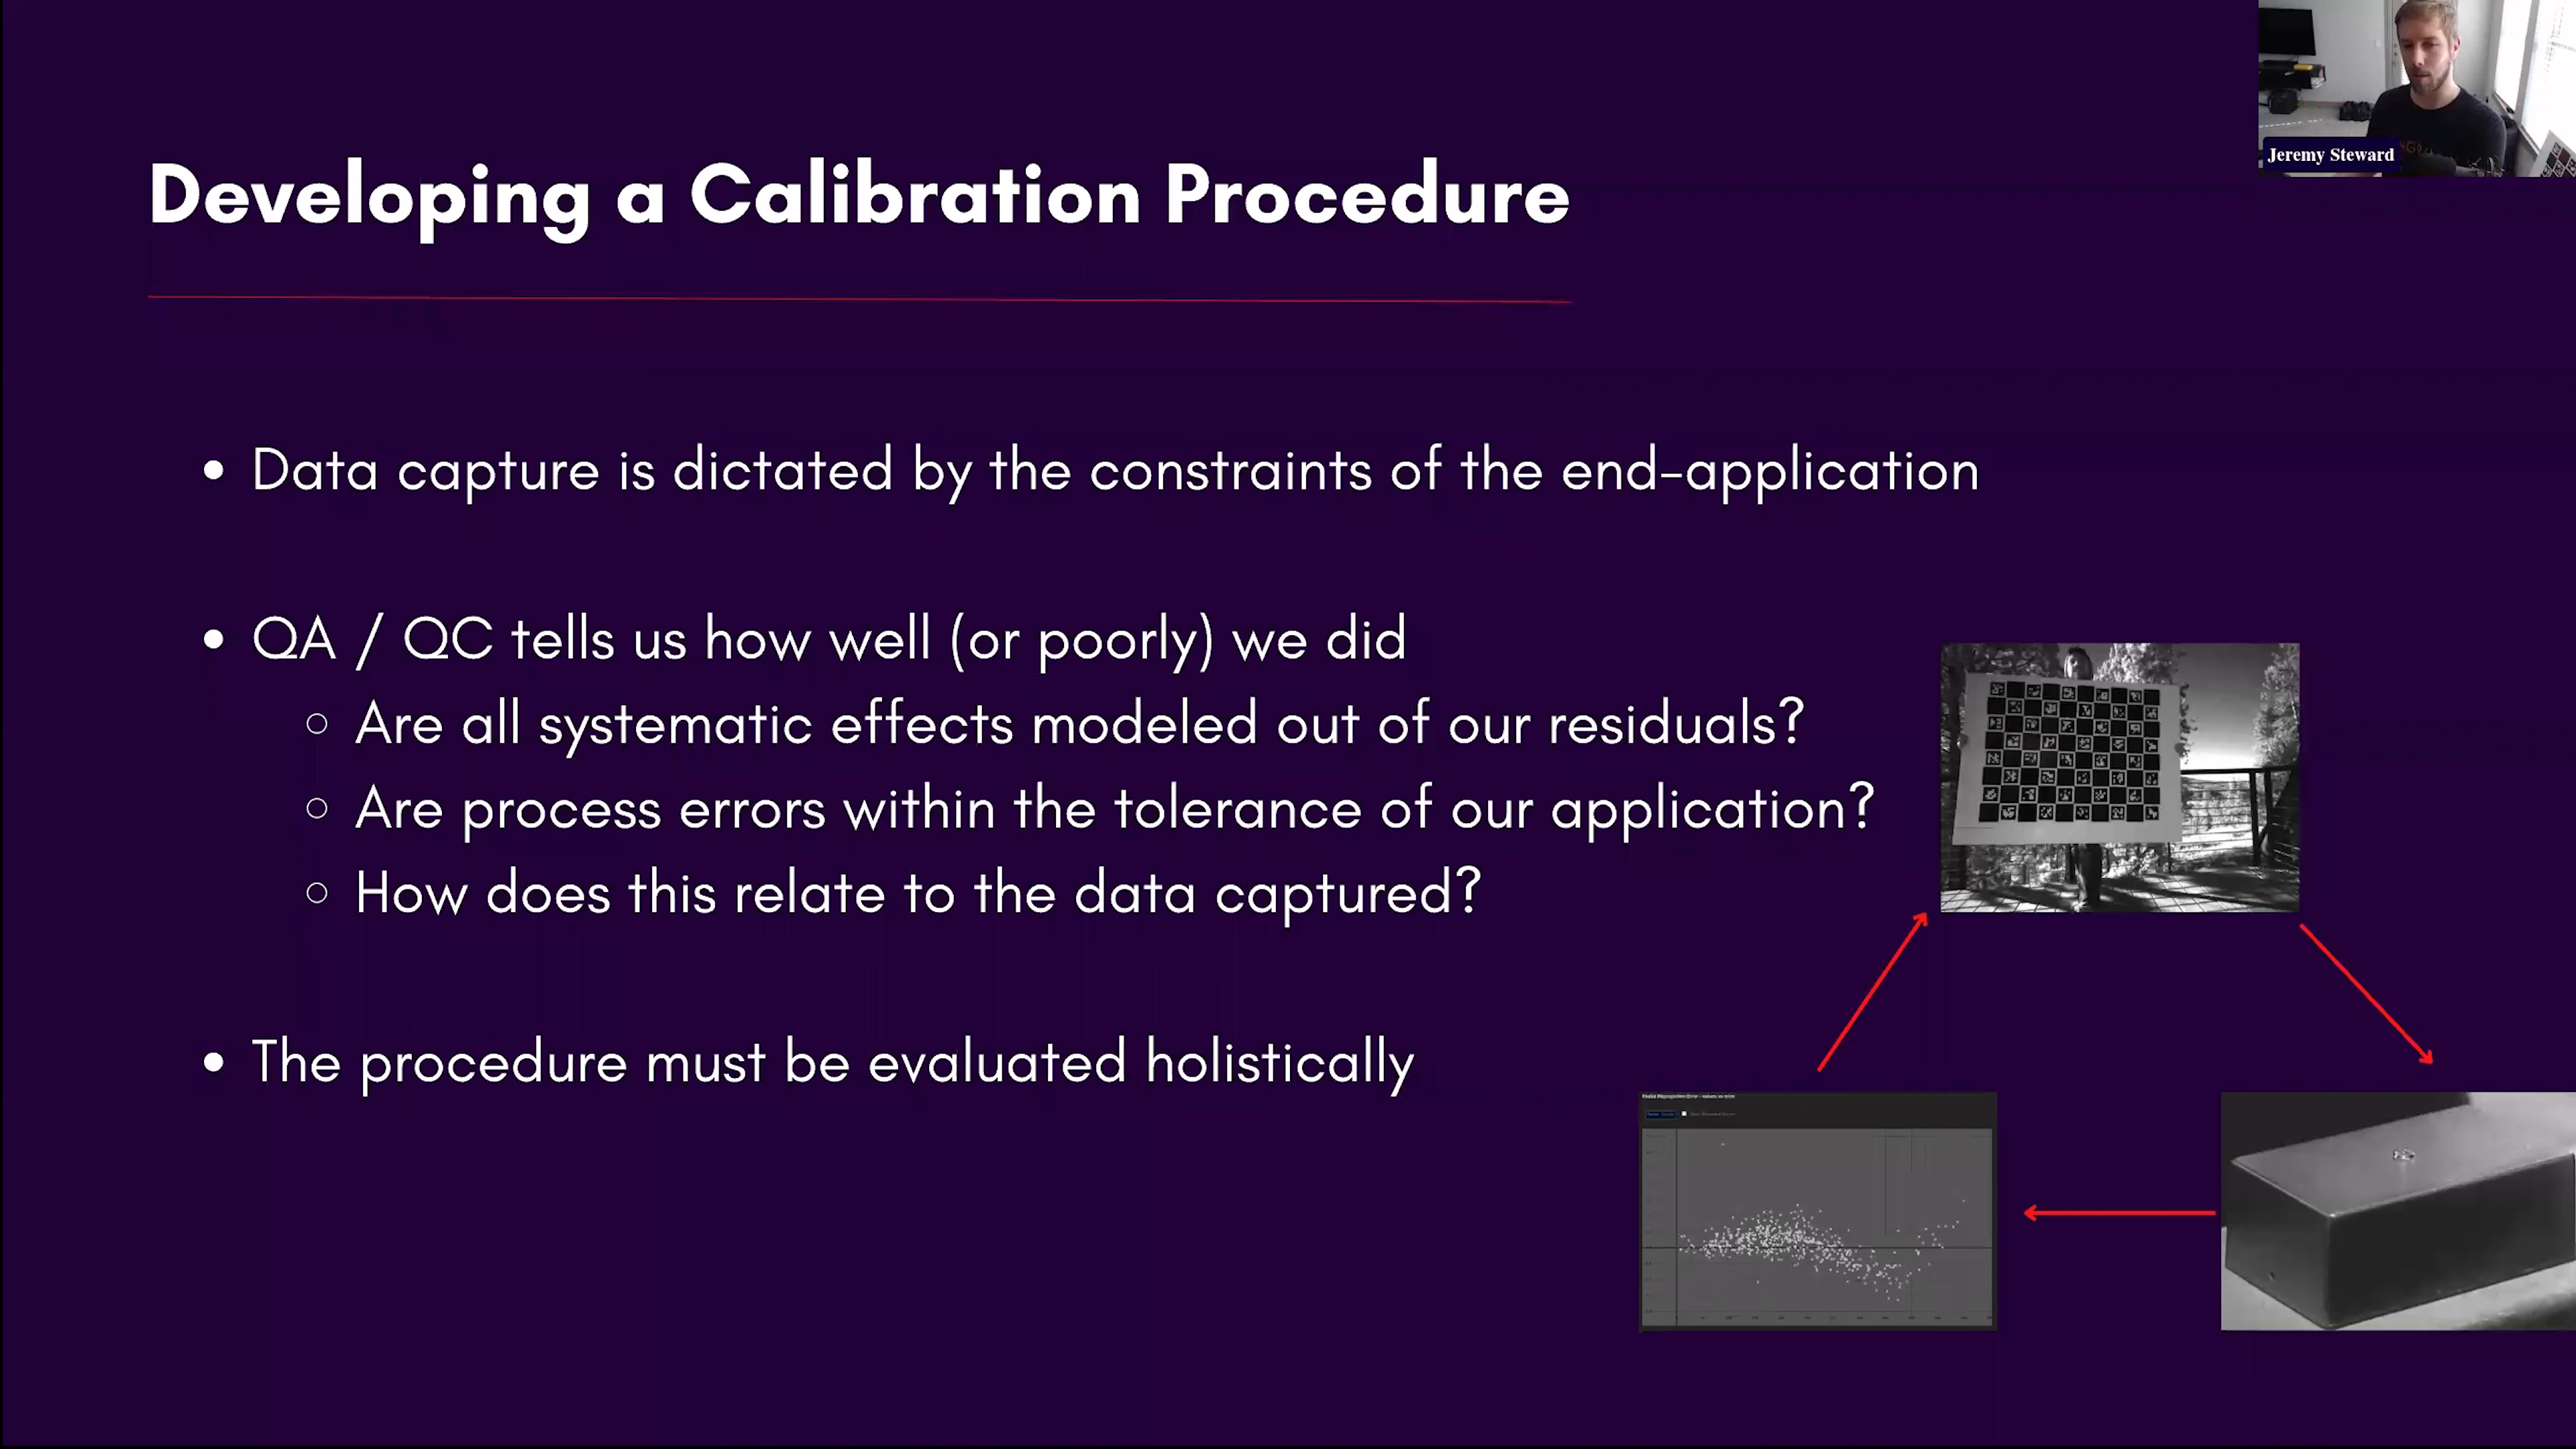 Developing a Calibration Procedure
Jeremy Steward
• Data capture is dictated by the constraints of the end-application
• QA / QC tells us how well (or poorly) we did
○ Are all systematic effects modeled out of our residuals?
○ Are process errors within the tolerance of our application?
○ How does this relate to the data captured?
• The procedure must be evaluated holistically